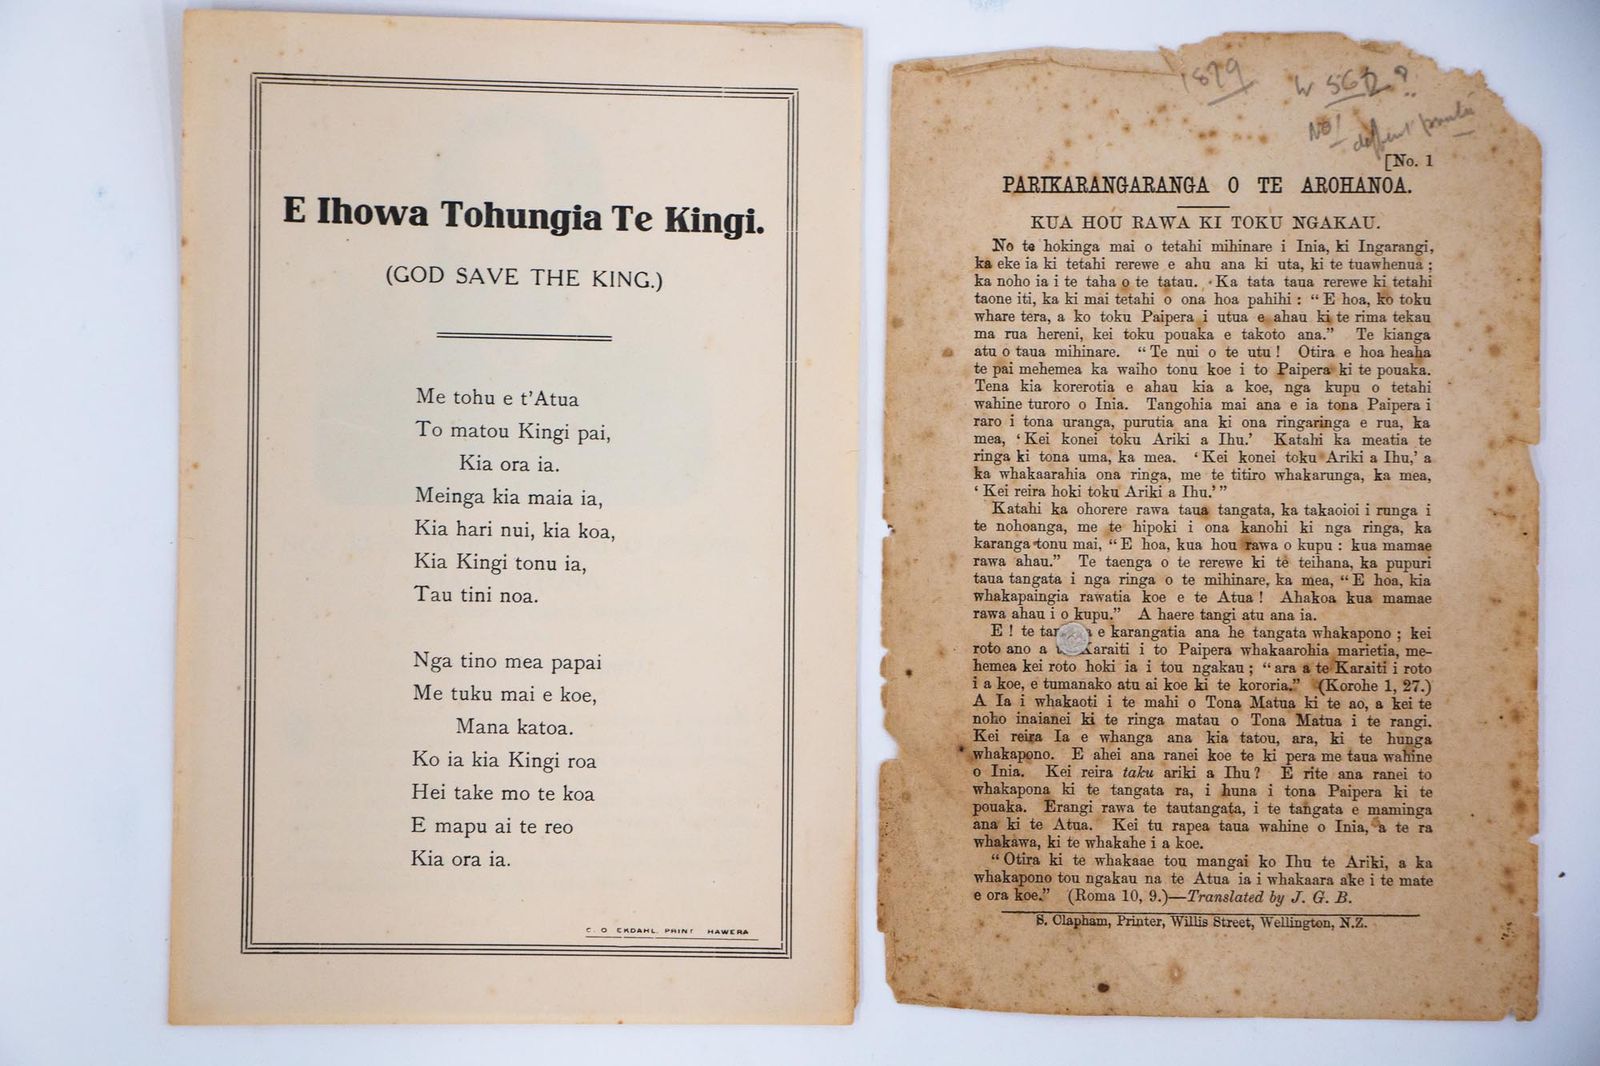 E Ihowa Tohungia Te Kingi.
(GOD SAVE THE KING.)
Me tohu e t'Atua
To matou Kingi pai,
Kia ora ia.
Meinga kia maia ia,
Kia hari nui, kia koa,
Kia Kingi tonu ia,
Tau tini noa.
Nga tino mea papai
Me tuku mai e koe,
Mana katoa.
Ko ia kia Kingi roa
Hei take mo te koa
E mapu ai te reo
Kia ora ia.
C. O EKDAHL, PRINT HAWERA
1879 W 562?
NO! different printer
[No. 1
PARIKARANGARANGA O TE AROHANOA.
KUA HOU RAWA KI TOKU NGAKAU.
No te hokinga mai o tetahi mihinare i Inia, ki Ingarangi,
ka eke ia ki tetahi rerewe e ahu ana ki uta, ki te tuawhenua ;
ka noho ia i te taha o te tatau. Ka tata taua rerewe ki tetahi
taone iti, ka ki mai tetahi o ona hoa pahihi : “ E hoa, ko toku
whare tera, a ko toku Paipera i utua e ahau ki te rima tekau
ma rua hereni, kei toku pouaka e takoto ana.” Te kianga
atu o taua mihinare. “ Te nui o te utu ! Otira e hoa heaha
te pai mehemea ka waiho tonu koe i to Paipera ki te pouaka.
Tena kia korerotia e ahau kia a koe, nga kupu o tetahi
wahine turoro o Inia. Tangohia mai ana e ia tona Paipera i
raro i tona uranga, purutia ana ki ona ringaringa e rua, ka
mea, ‘ Kei konei toku Ariki a Ihu.’ Katahi ka meatia te
ringa ki tona uma, ka mea. ‘ Kei konei toku Ariki a Ihu,’ a
ka whakaarahia ona ringa, me te titiro whakarunga, ka mea,
‘ Kei reira hoki toku Ariki a Ihu.’ ”
Katahi ka ohorere rawa taua tangata, ka takaoioi i runga i
te nohoanga, me te hipoki i ona kanohi ki nga ringa, ka
karanga tonu mai, “ E hoa, kua hou rawa o kupu : kua mamae
rawa ahau.” Te taenga o te rerewe ki te teihana, ka pupuri
taua tangata i nga ringa o te mihinare, ka mea, “ E hoa, kia
whakapaingia rawatia koe e te Atua ! Ahakoa kua mamae
rawa ahau i o kupu.” A haere tangi atu ana ia.
E ! te e karangatia ana he tangata whakapono ; kei
roto ano a Karaiti i to Paipera whakaarohia marietia, me-
hemea kei roto hoki ia i tou ngakau ; “ ara a te Karaiti i roto
i a koe, e tumanako atu ai koe ki te kororia.” (Korohe 1, 27.)
A Ia i whakaoti i te mahi o Tona Matua ki te ao, a kei te
noho inaianei ki te ringa matau o Tona Matua i te rangi.
Kei reira Ia e whanga ana kia tatou, ara, ki te hunga
whakapono. E ahei ana ranei koe te ki pera me taua wahine
o Inia. Kei reira taku ariki a Ihu ? E rite ana ranei to
whakapona ki te tangata ra, i huna i tona Paipera ki te
pouaka. Erangi rawa te tautangata, i te tangata e maminga
ana ki te Atua. Kei tu rapea taua wahine o Inia, a te ra
whakawa, ki te whakahe i a koe.
“ Otira ki te whakaae tou mangai ko Ihu te Ariki, a ka
whakapono tou ngakau na te Atua ia i whakaara ake i te mate
e ora koe.” (Roma 10, 9.)—Translated by J. G. B.
S. Clapham, Printer, Willis Street, Wellington, N.Z.